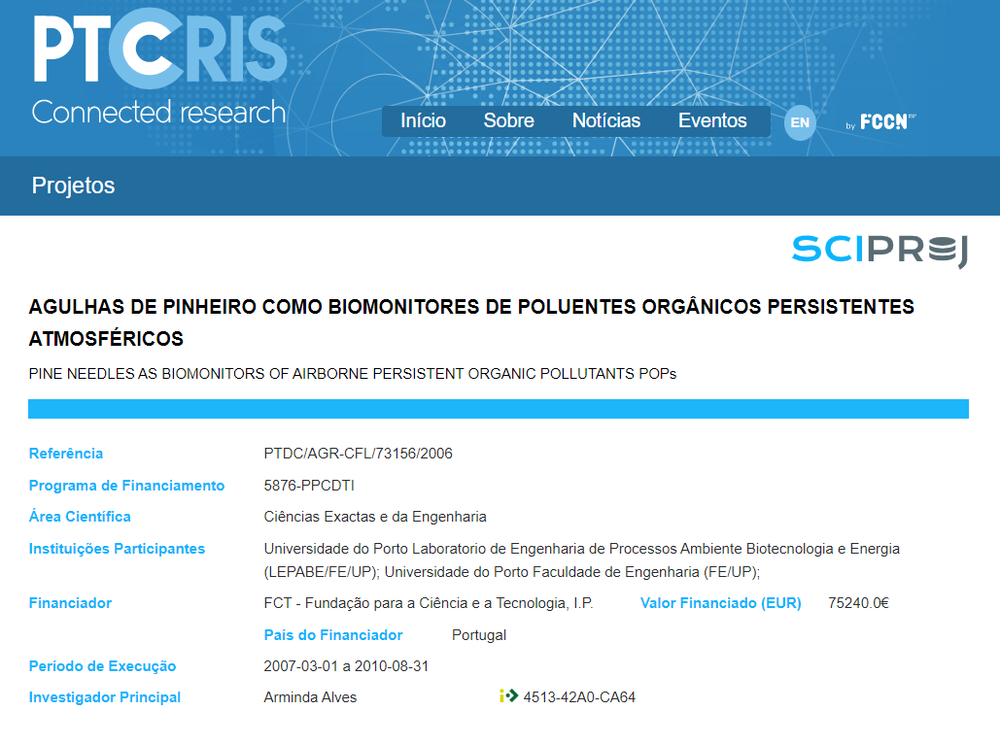 PTCRIS
Connected research
Início Sobre Notícias Eventos EN by FCCN
Projetos
SCIPROJ
AGULHAS DE PINHEIRO COMO BIOMONITORES DE POLUENTES ORGÂNICOS PERSISTENTES
ATMOSFÉRICOS
PINE NEEDLES AS BIOMONITORS OF AIRBORNE PERSISTENT ORGANIC POLLUTANTS POPs
Referência PTDC/AGR-CFL/73156/2006
Programa de Financiamento 5876-PPCDTI
Área Científica Ciências Exactas e da Engenharia
Instituições Participantes Universidade do Porto Laboratorio de Engenharia de Processos Ambiente Biotecnologia e Energia
(LEPABE/FE/UP); Universidade do Porto Faculdade de Engenharia (FE/UP);
Financiador FCT - Fundação para a Ciência e a Tecnologia, I.P. Valor Financiado (EUR) 75240.0€
Pais do Financiador Portugal
Período de Execução 2007-03-01 a 2010-08-31
Investigador Principal Arminda Alves 4513-42A0-CA64